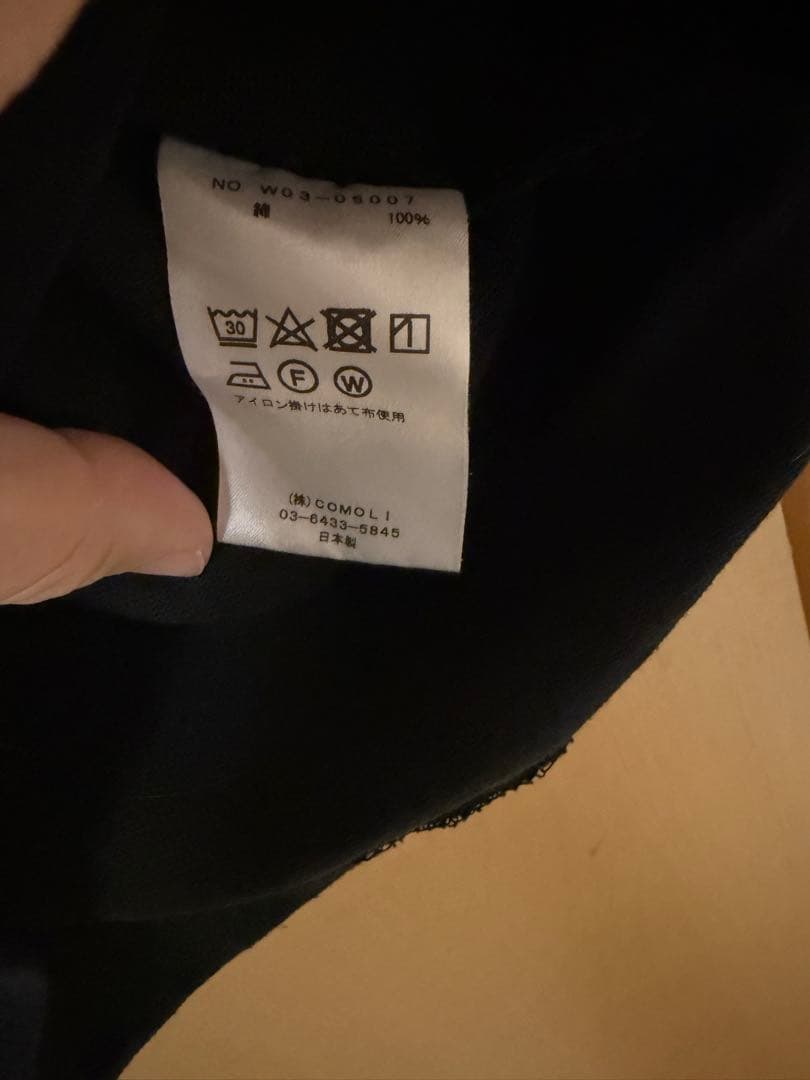 NO W03-05007
綿 100%
30
F W
アイロン掛けはあて布使用
(株)COMOLI
03-6433-5845
日本製